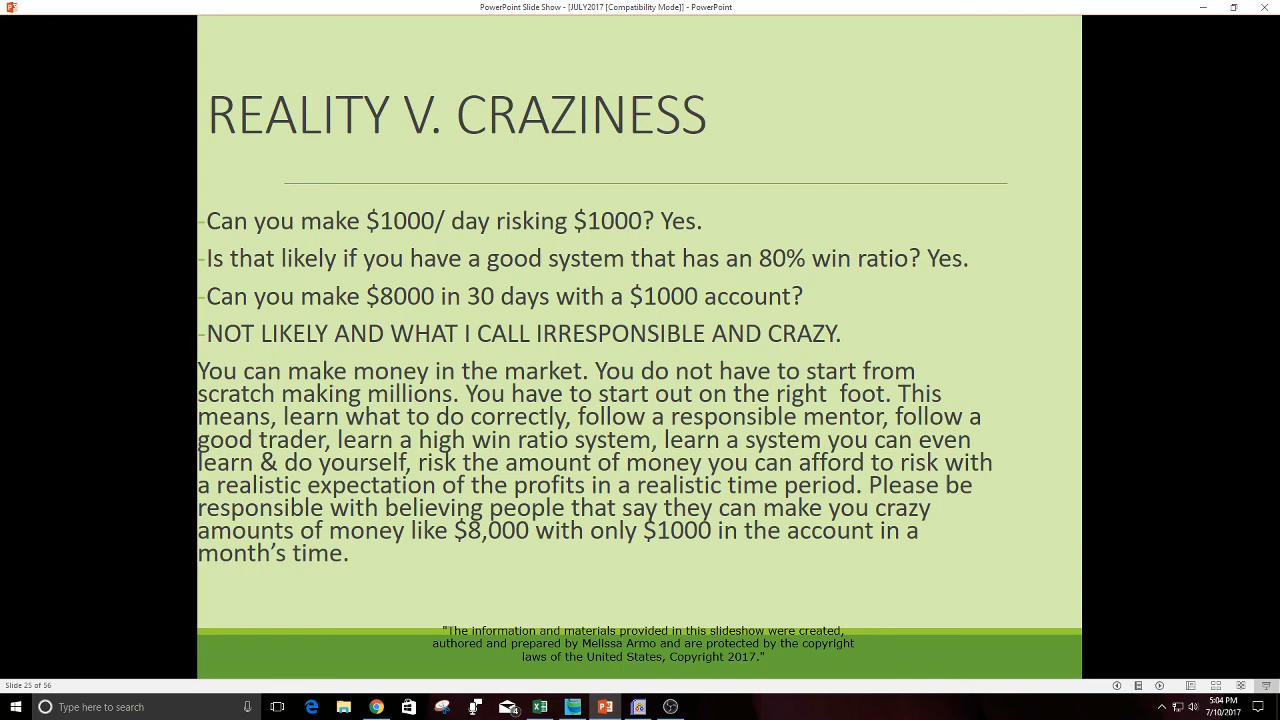 PowerPoint Slide Show - [JULY2017 [Compatibility Mode]] - PowerPoint
REALITY V. CRAZINESS
-Can you make $1000/ day risking $1000? Yes.
-Is that likely if you have a good system that has an 80% win ratio? Yes.
-Can you make $8000 in 30 days with a $1000 account?
-NOT LIKELY AND WHAT I CALL IRRESPONSIBLE AND CRAZY.
You can make money in the market. You do not have to start from
scratch making millions. You have to start out on the right foot. This
means, learn what to do correctly, follow a responsible mentor, follow a
good trader, learn a high win ratio system, learn a system you can even
learn & do yourself, risk the amount of money you can afford to risk with
a realistic expectation of the profits in a realistic time period. Please be
responsible with believing people that say they can make you crazy
amounts of money like $8,000 with only $1000 in the account in a
month's time.
"The information and materials provided in this slideshow were created,
authored and prepared by Melissa Armo and are protected by the copyright
laws of the United States, Copyright 2017."
Slide 25 of 56
Type here to search
4
5:04 PM
7/10/2017